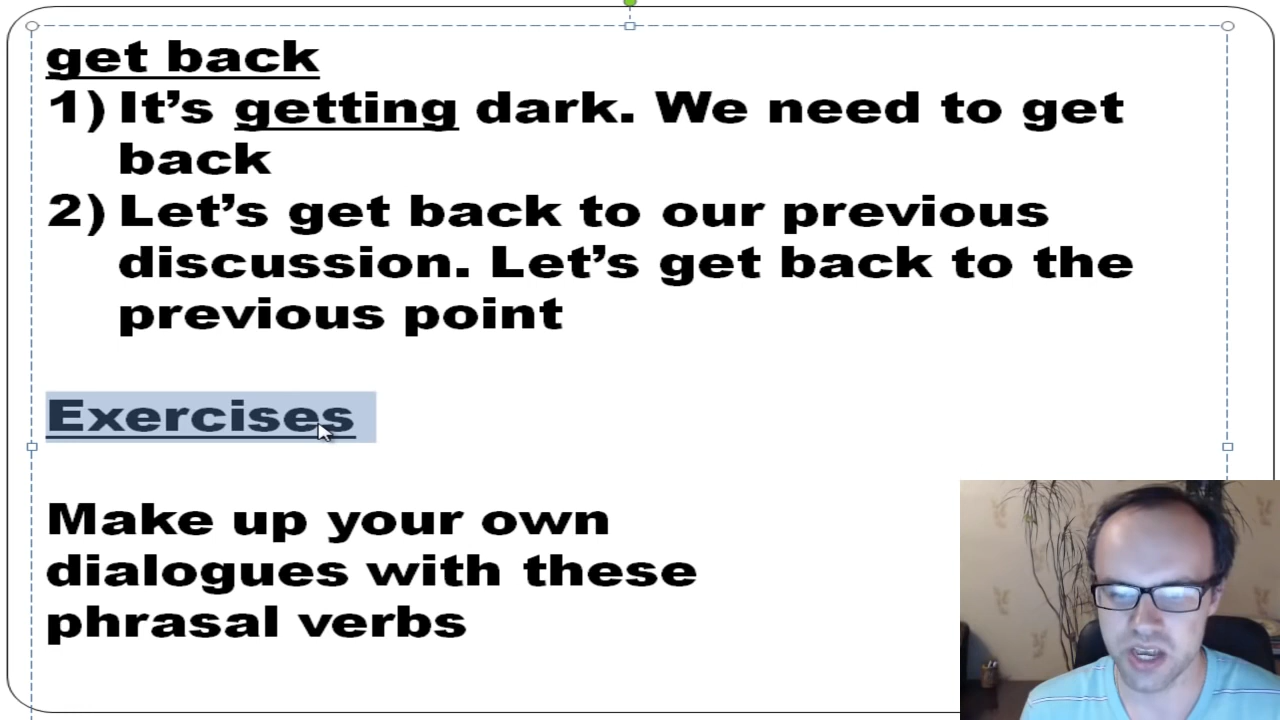 get back
1) It’s getting dark. We need to get
back
2) Let’s get back to our previous
discussion. Let’s get back to the
previous point
Exercises
Make up your own
dialogues with these
phrasal verbs